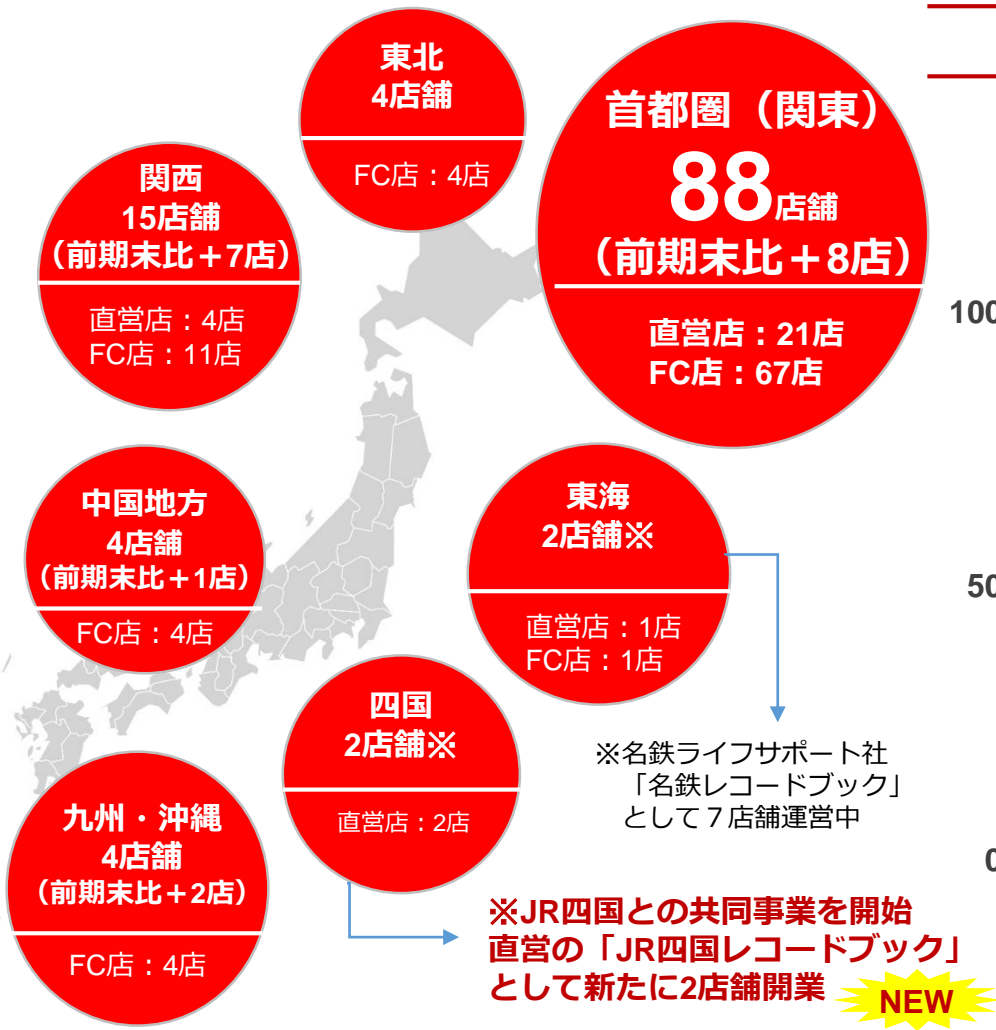 東北
4店舗
FC店：4店
首都圏（関東）
88店舗
（前期末比＋8店）
直営店：21店
FC店：67店
関西
15店舗
（前期末比＋7店）
直営店：4店
FC店：11店
100
中国地方
4店舗
（前期末比＋1店）
FC店：4店
東海
2店舗※
直営店：1店
FC店：1店
50
四国
2店舗※
直営店：2店
※名鉄ライフサポート社
「名鉄レコードブック」
として７店舗運営中
九州・沖縄
4店舗
（前期末比＋2店）
FC店：4店
0
※JR四国との共同事業を開始
直営の「JR四国レコードブック」
として新たに2店舗開業
NEW